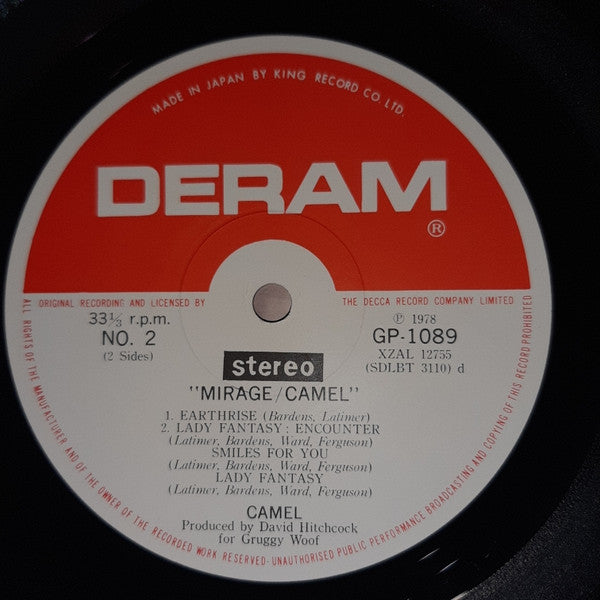 MADE IN JAPAN BY KING RECORD CO. LTD.
DERAM
®
ORIGINAL RECORDING AND LICENSED BY
THE DECCA RECORD COMPANY LIMITED
33⅓ r.p.m.
NO. 2
(2 Sides)
℗ 1978
GP-1089
XZAL 12755
(SDLBT 3110) d
stereo
"MIRAGE/CAMEL"
1. EARTHRISE (Bardens, Latimer)
2. LADY FANTASY: ENCOUNTER
(Latimer, Bardens, Ward, Ferguson)
SMILES FOR YOU
(Latimer, Bardens, Ward, Ferguson)
LADY FANTASY
(Latimer, Bardens, Ward, Ferguson)
CAMEL
Produced by David Hitchcock
for Gruggy Woof
ALL RIGHTS OF THE MANUFACTURER AND OF THE OWNER OF THE RECORDED WORK RESERVED-UNAUTHORISED PUBLIC PERFORMANCE BROADCASTING AND COPYING OF THIS RECORD PROHIBITED